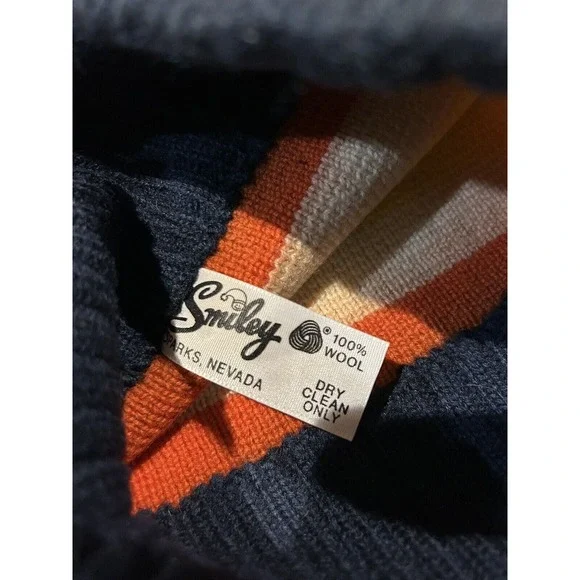 Smiley
® 100%
WOOL
PARKS, NEVADA
DRY
CLEAN
ONLY